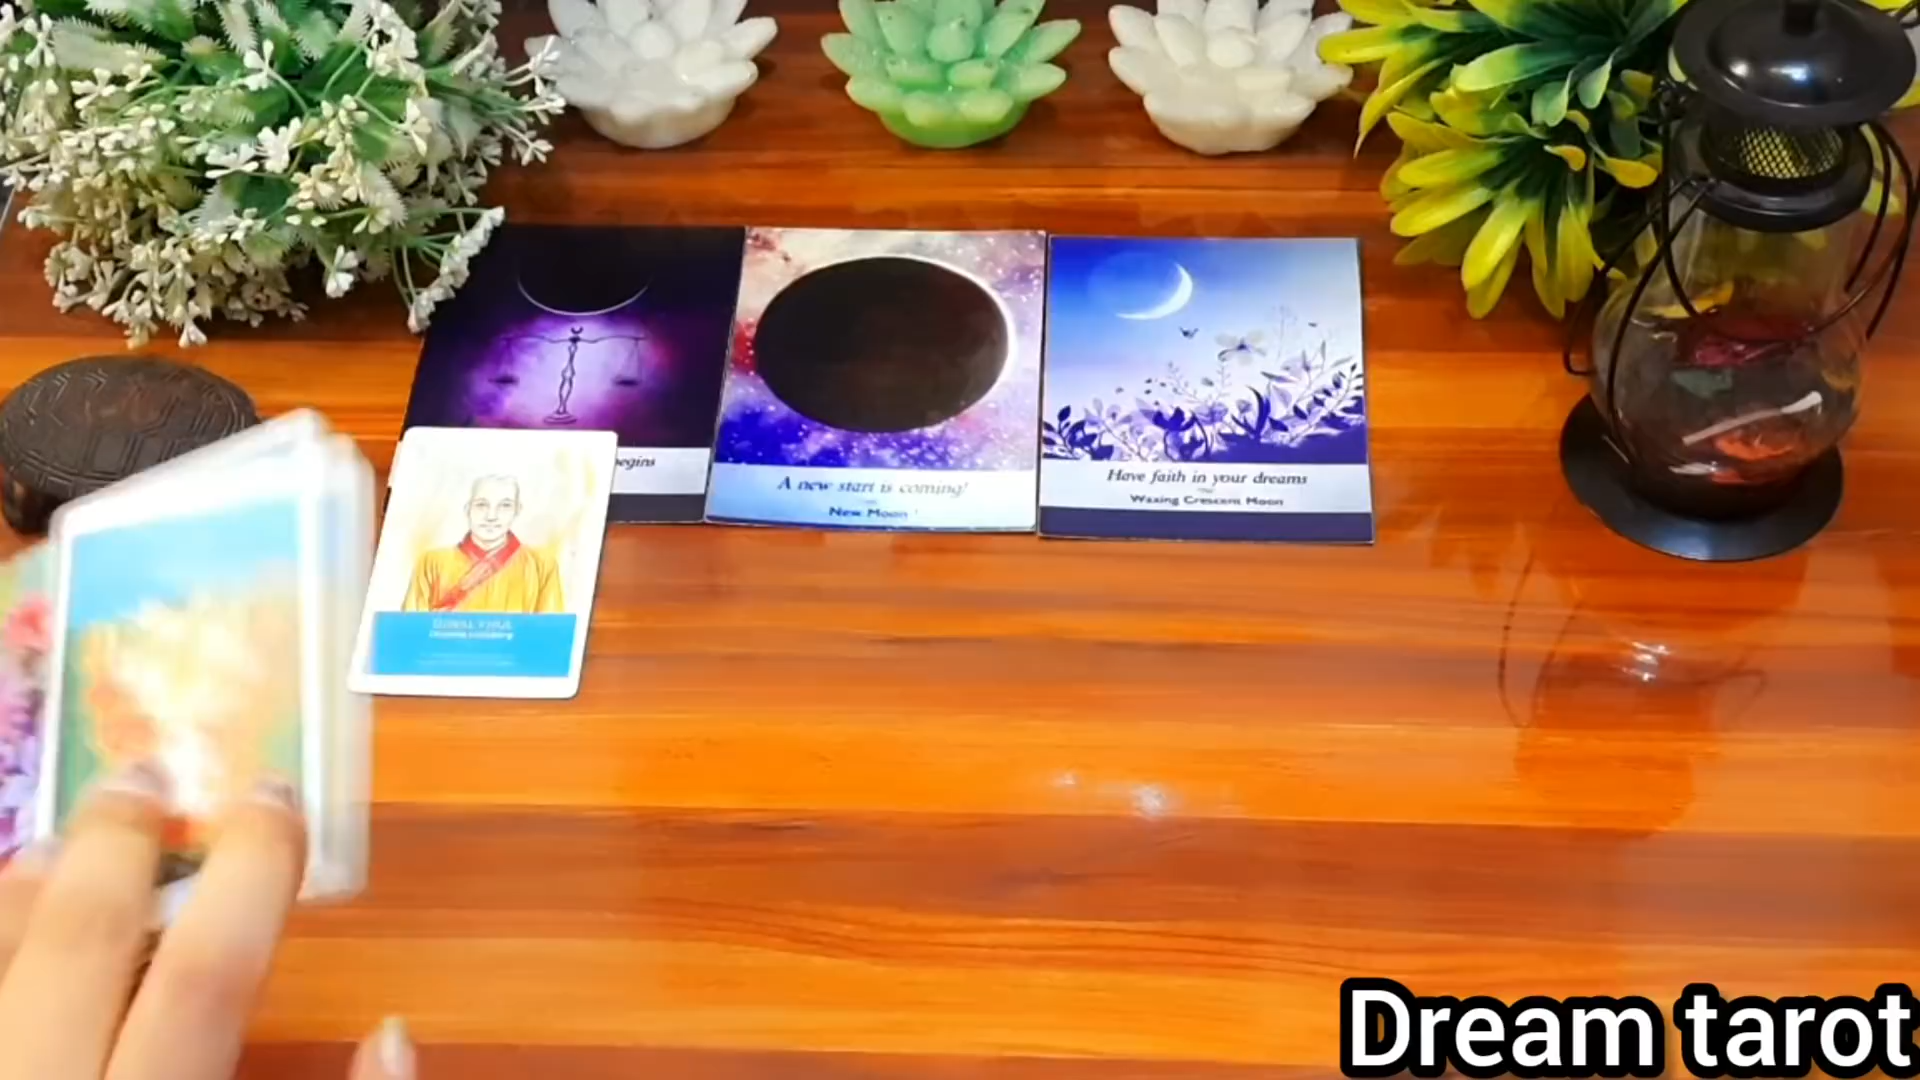 egins
A new start is coming!
New Moon
Have faith in your dreams
Waxing Crescent Moon
Dream tarot